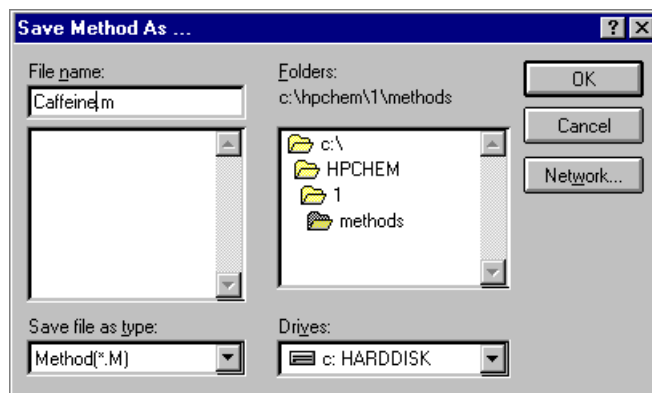 Save Method As ...
File name:
Caffeine.m
Folders:
c:\hpchem\1\methods
OK
Cancel
Network...
c:\
HPCHEM
1
methods
Save file as type:
Method(*.M)
Drives:
c: HARDDISK